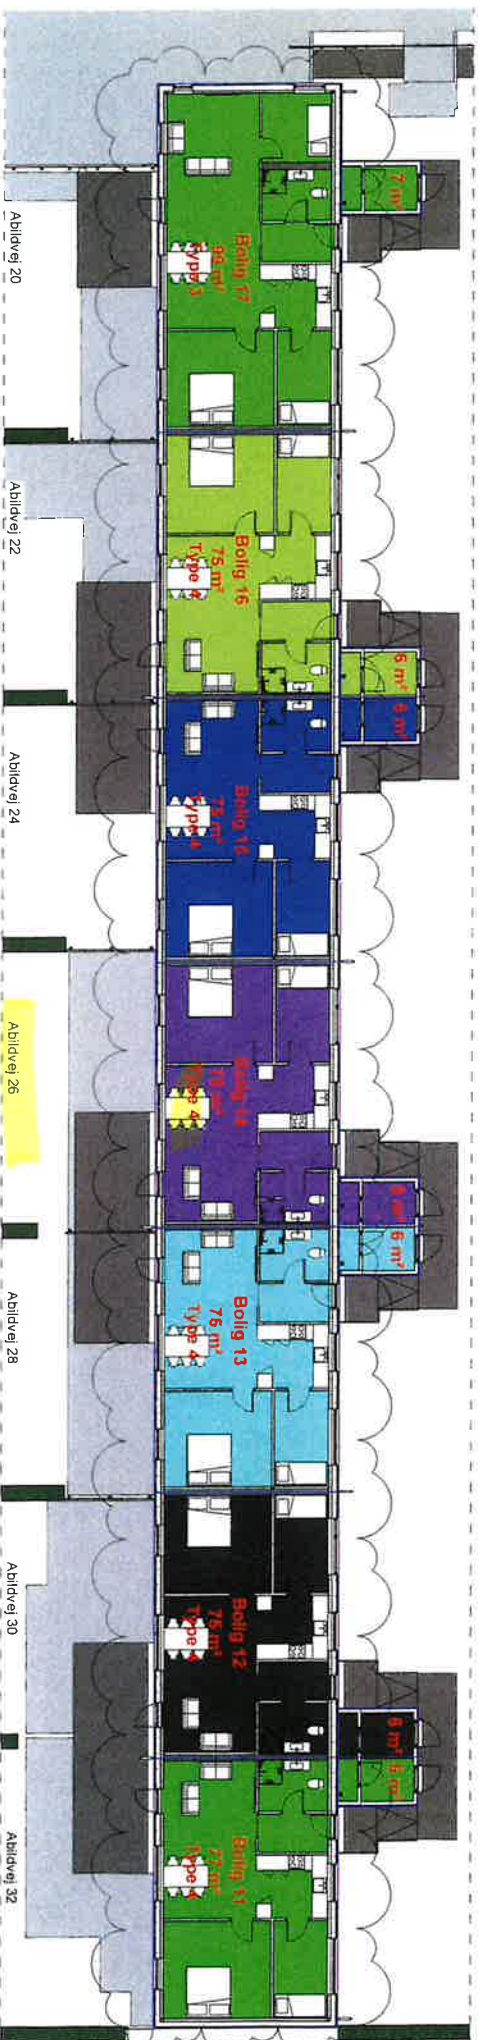 7 m²
Bolig 17
m²
Type 3
Abildvej 20
Bolig 16
75 m²
Type 4
Abildvej 22
6 m² 6 m²
Bolig 15
75 m²
Type 4
Abildvej 24
Bolig 14
75 m²
Type 4
Abildvej 26
6 m² 6 m²
Bolig 13
75 m²
Type 4
Abildvej 28
Bolig 12
75 m²
Type 4
Abildvej 30
6 m² 6 m²
Bolig 11
77 m²
Type 4
Abildvej 32